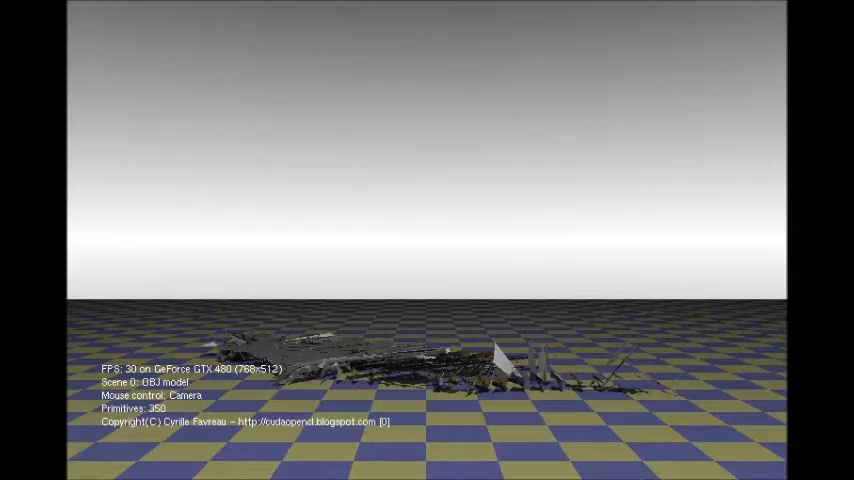 FPS: 30 on GeForce GTX 480 (768x512)
Scene 0: OBJ model
Mouse control: Camera
Primitives: 350
Copyright(C) Cyrille Favreau – http://cudaopencl.blogspot.com [0]